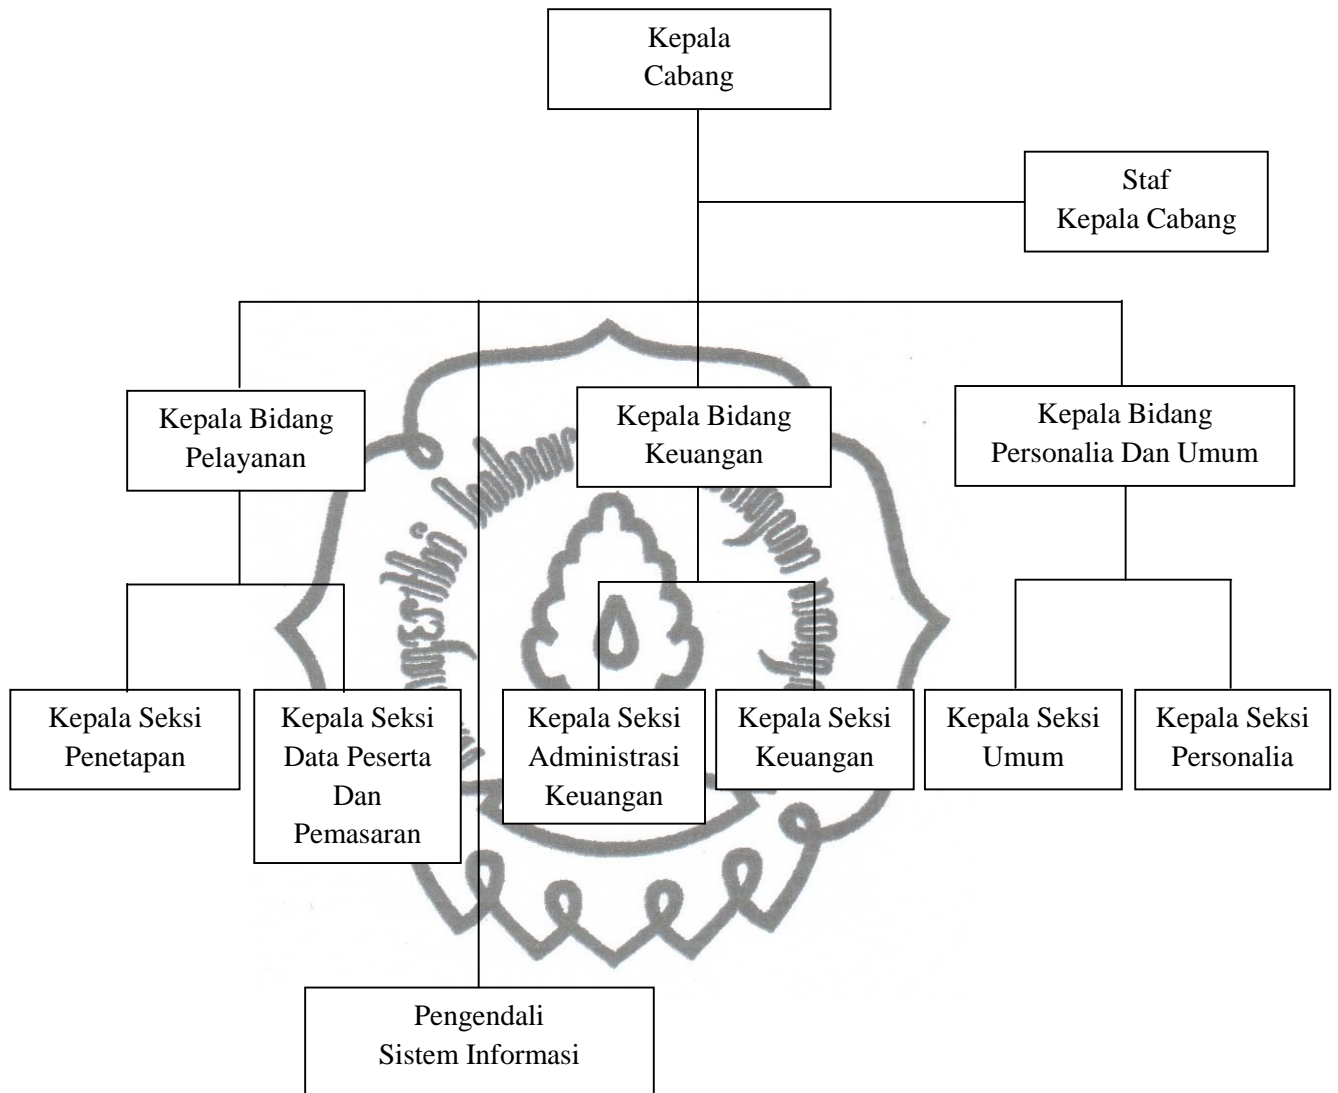 Kepala
Cabang
Staf
Kepala Cabang
Kepala Bidang
Pelayanan
Kepala Bidang
Keuangan
Kepala Bidang
Personalia Dan Umum
Kepala Seksi
Penetapan
Kepala Seksi
Data Peserta
Dan
Pemasaran
Kepala Seksi
Administrasi
Keuangan
Kepala Seksi
Keuangan
Kepala Seksi
Umum
Kepala Seksi
Personalia
Pengendali
Sistem Informasi